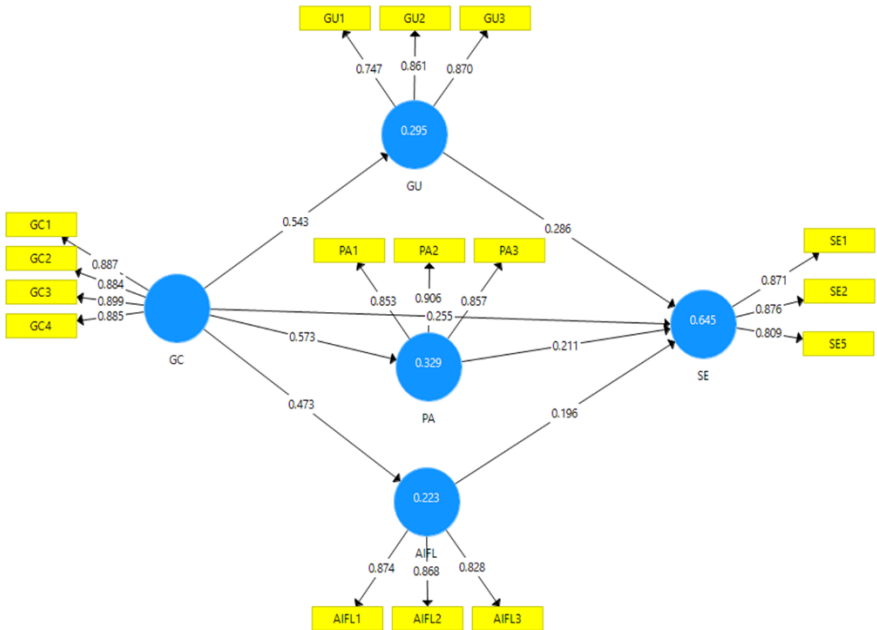 GU1 GU2 GU3
0.747 0.861 0.870
0.295
GU
0.543 0.286
GC1
GC2
GC3
GC4
0.887
0.884
0.899
0.885
GC
PA1 PA2 PA3
0.853 0.906 0.857
0.255
0.573 0.211
0.329
PA
0.473 0.196
0.645
SE
0.871
0.876
0.809
SE1
SE2
SE5
0.223
AIFL
0.874 0.868 0.828
AIFL1 AIFL2 AIFL3